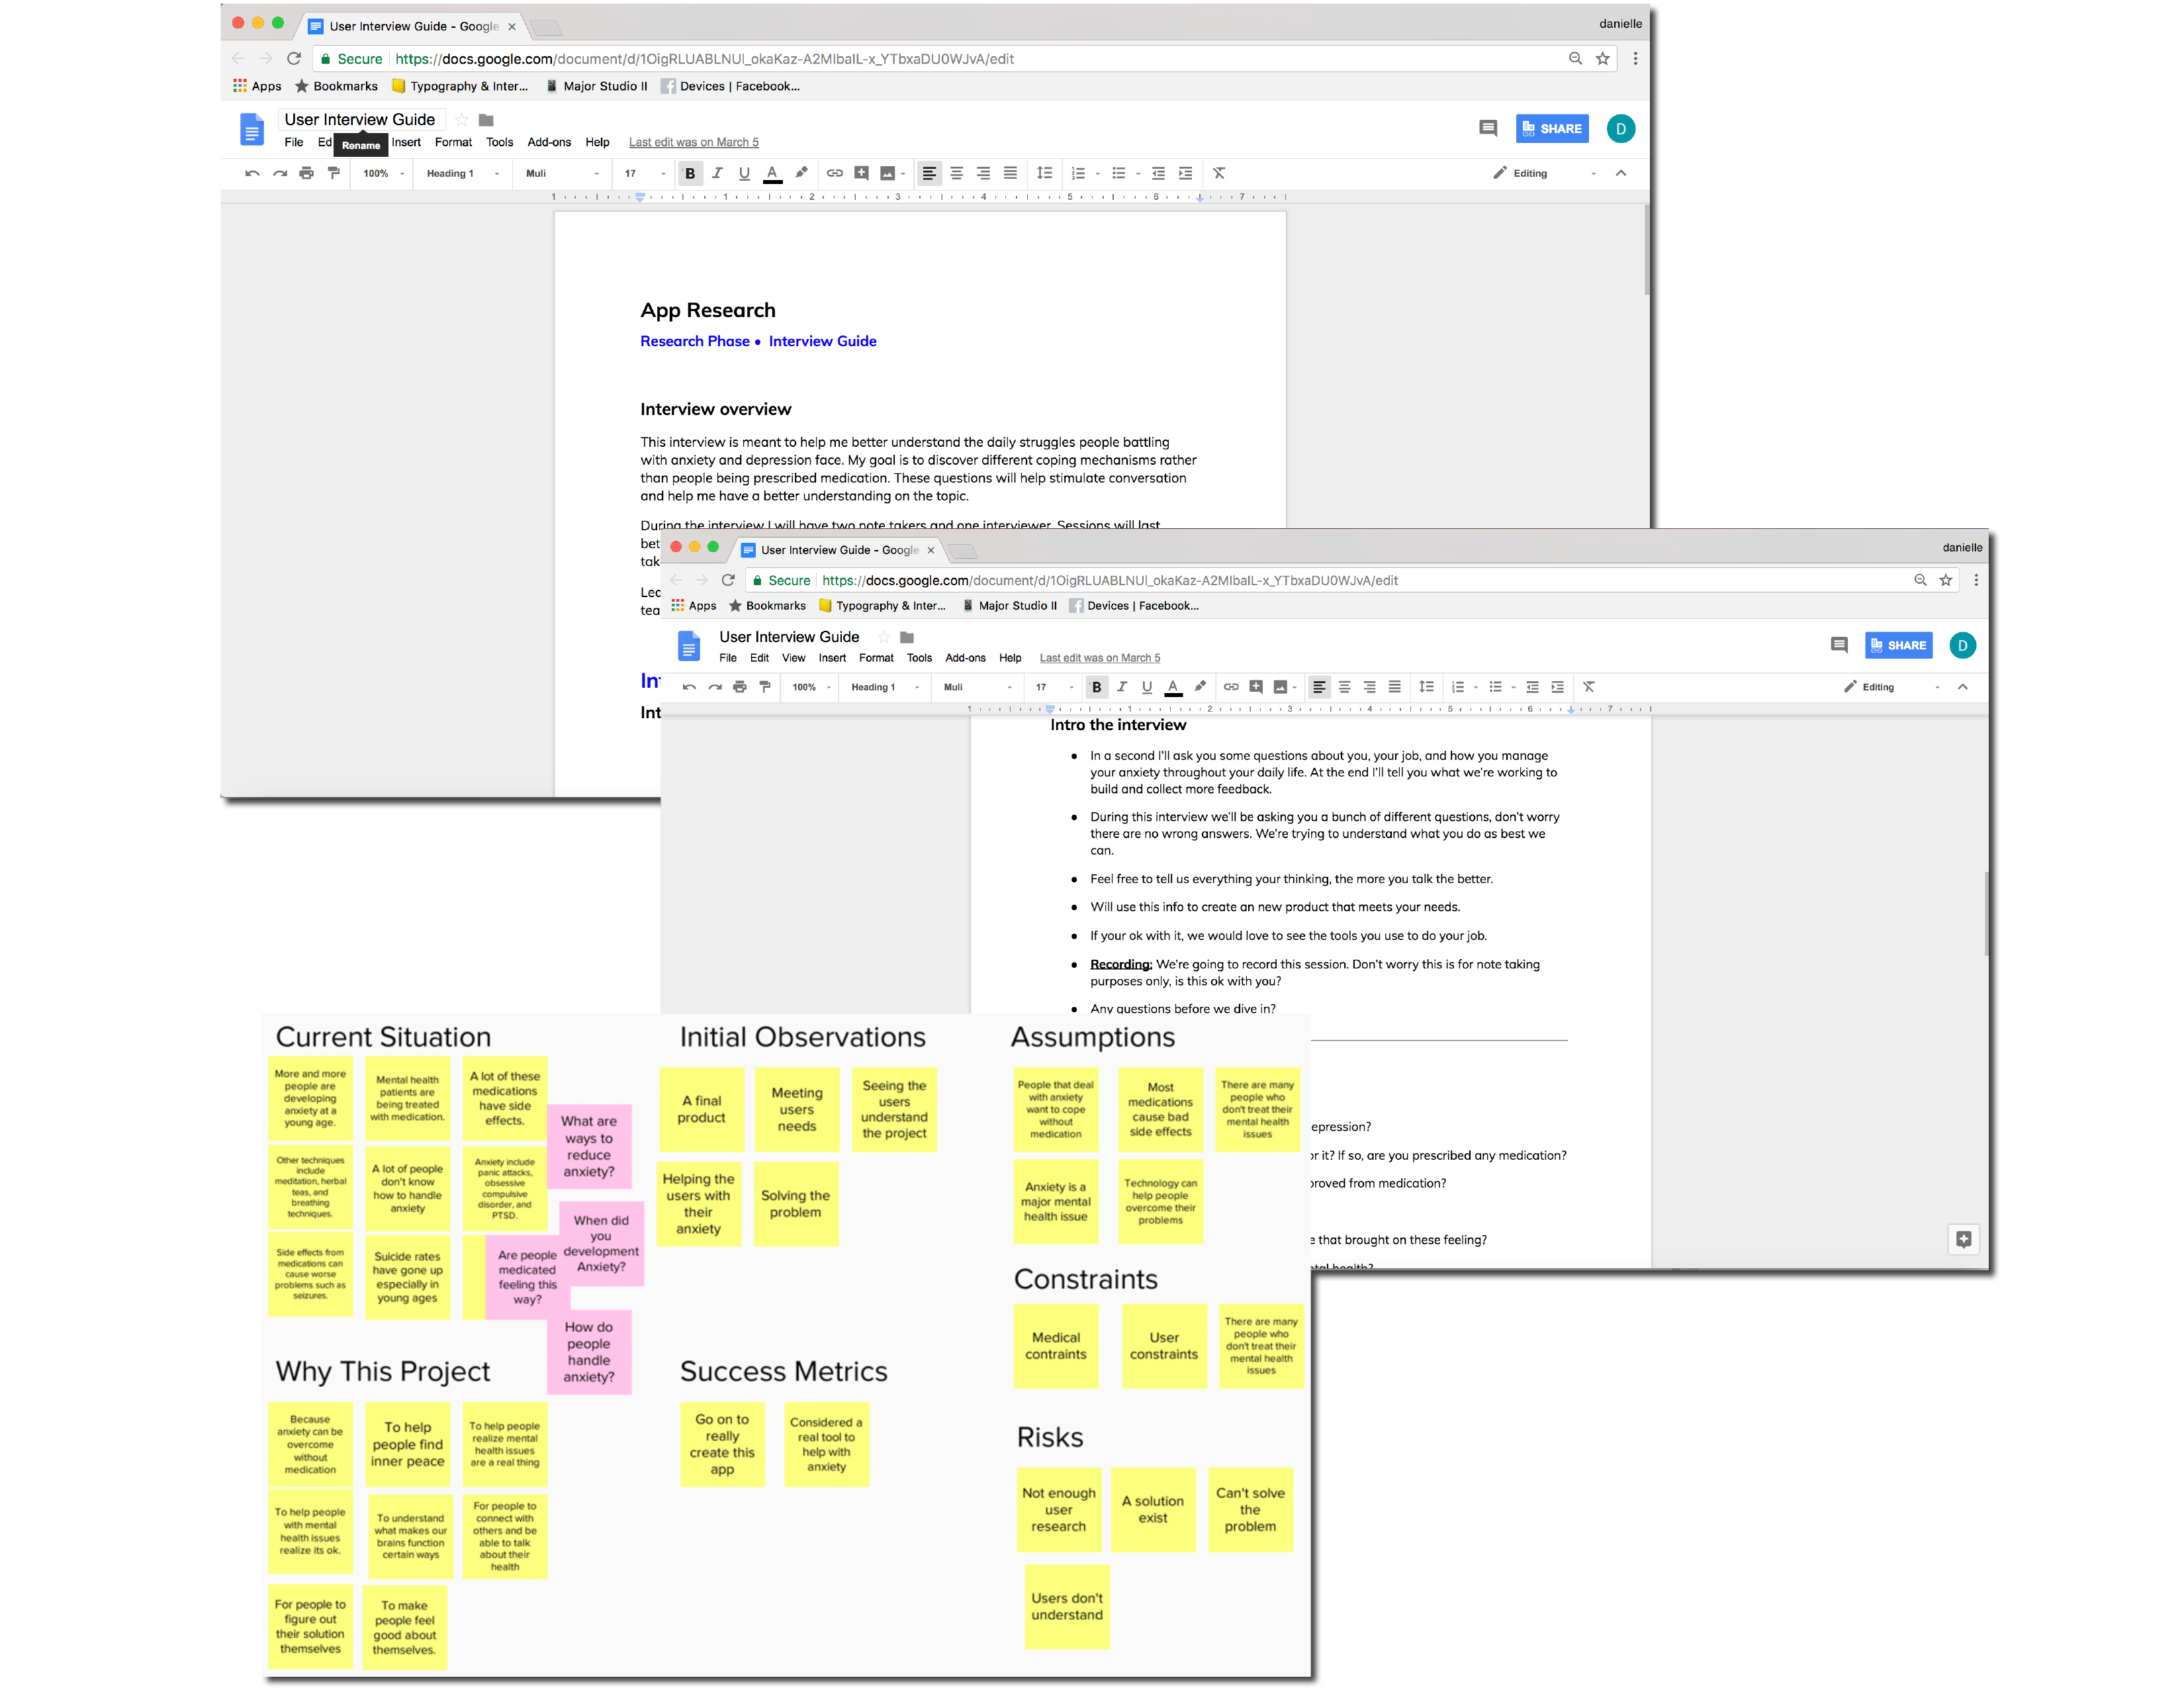 User Interview Guide - Google
danielle
Secure
https://docs.google.com/document/d/1OigRLUABLNUl_okaKaz-A2MIbaIL-x_YTbxaDU0WJvA/edit
Apps
Bookmarks
Typography & Inter...
Major Studio II
Devices | Facebook...
User Interview Guide
SHARE
D
File Ed Insert Format Tools Add-ons Help Last edit was on March 5
Rename
100% Heading 1 Muli 17 B I U A Editing
1 1 2 3 4 5 6 7
App Research
Research Phase • Interview Guide
Interview overview
This interview is meant to help me better understand the daily struggles people battling
with anxiety and depression face. My goal is to discover different coping mechanisms rather
than people being prescribed medication. These questions will help stimulate conversation
and help me have a better understanding on the topic.
During the interview I will have two note takers and one interviewer. Sessions will last
bet
tak
Lea
tea
Int
Int
User Interview Guide - Google
danielle
Secure
https://docs.google.com/document/d/1OigRLUABLNUl_okaKaz-A2MIbaIL-x_YTbxaDU0WJvA/edit
Apps
Bookmarks
Typography & Inter...
Major Studio II
Devices | Facebook...
User Interview Guide
SHARE
D
File Edit View Insert Format Tools Add-ons Help Last edit was on March 5
100% Heading 1 Muli 17 B I U A Editing
1 1 2 3 4 5 6 7
Intro the interview
● In a second I'll ask you some questions about you, your job, and how you manage
your anxiety throughout your daily life. At the end I'll tell you what we're working to
build and collect more feedback.
● During this interview we'll be asking you a bunch of different questions, don't worry
there are no wrong answers. We're trying to understand what you do as best we
can.
● Feel free to tell us everything your thinking, the more you talk the better.
● Will use this info to create an new product that meets your needs.
● If your ok with it, we would love to see the tools you use to do your job.
● Recording: We're going to record this session. Don't worry this is for note taking
purposes only, is this ok with you?
● Any questions before we dive in?
epression?
or it? If so, are you prescribed any medication?
proved from medication?
e that brought on these feeling?
ntal health?
Current Situation
More and more
people are
developing
anxiety at a
young age.
Mental health
patients are
being treated
with medication.
A lot of these
medications
have side
effects.
What are
ways to
reduce
anxiety?
Other techniques
include
meditation, herbal
teas, and
breathing
techniques.
A lot of people
don't know
how to handle
anxiety
Anxiety include
panic attacks,
obsessive
compulsive
disorder, and
PTSD.
When did
you
development
Anxiety?
Side effects from
medications can
cause worse
problems such as
seizures.
Suicide rates
have gone up
especially in
young ages
Are people
medicated
feeling this
way?
How do
people
handle
anxiety?
Initial Observations
A final
product
Meeting
users
needs
Seeing the
users
understand
the project
Helping the
users with
their
anxiety
Solving the
problem
Assumptions
People that deal
with anxiety
want to cope
without
medication
Most
medications
cause bad
side effects
There are many
people who
don't treat their
mental health
issues
Anxiety is a
major mental
health issue
Technology can
help people
overcome their
problems
Constraints
Medical
contraints
User
constraints
There are many
people who
don't treat their
mental health
issues
Why This Project
Because
anxiety can be
overcome
without
medication
To help
people find
inner peace
To help people
realize mental
health issues
are a real thing
To help people
with mental
health issues
realize its ok.
To understand
what makes our
brains function
certain ways
For people to
connect with
others and be
able to talk
about their
health
For people to
figure out
their solution
themselves
To make
people feel
good about
themselves.
Success Metrics
Go on to
really
create this
app
Considered a
real tool to
help with
anxiety
Risks
Not enough
user
research
A solution
exist
Can't solve
the
problem
Users don't
understand